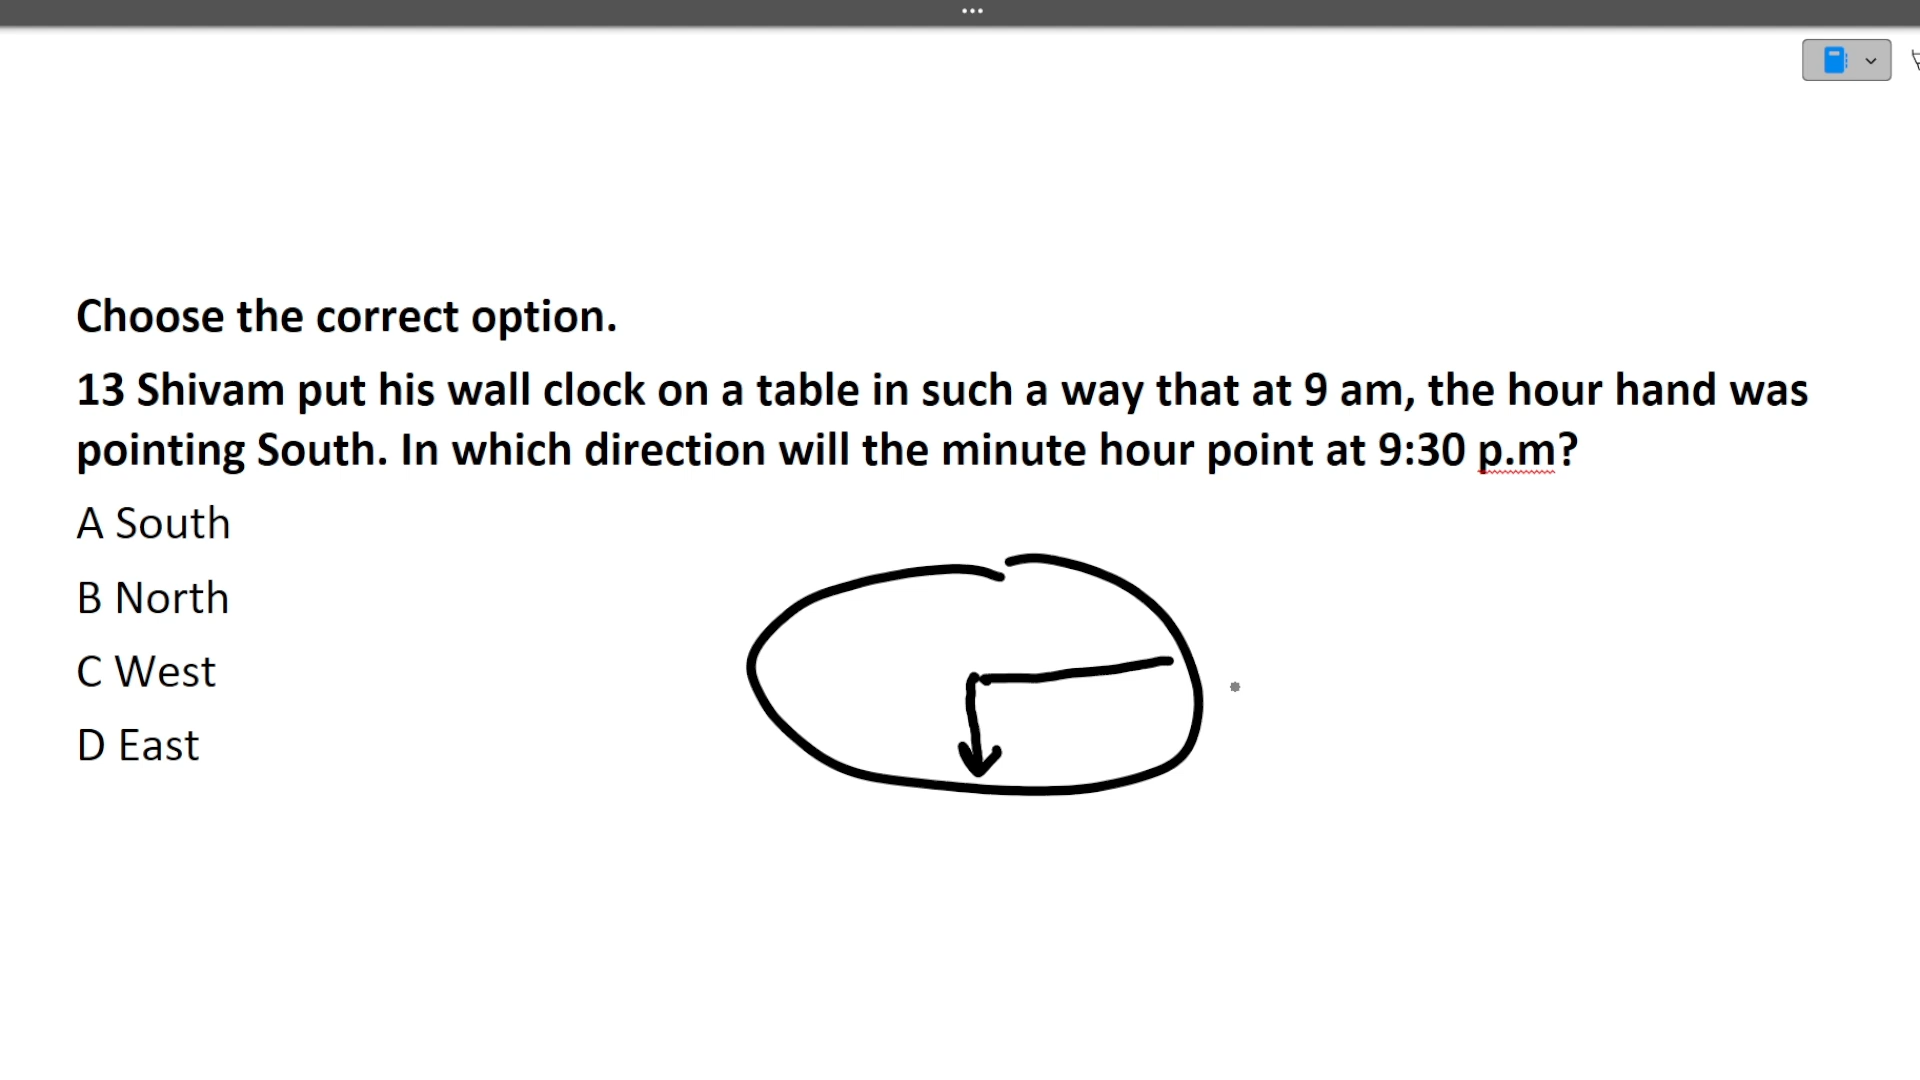 Choose the correct option.
13 Shivam put his wall clock on a table in such a way that at 9 am, the hour hand was
pointing South. In which direction will the minute hour point at 9:30 p.m?
A South
B North
C West
D East